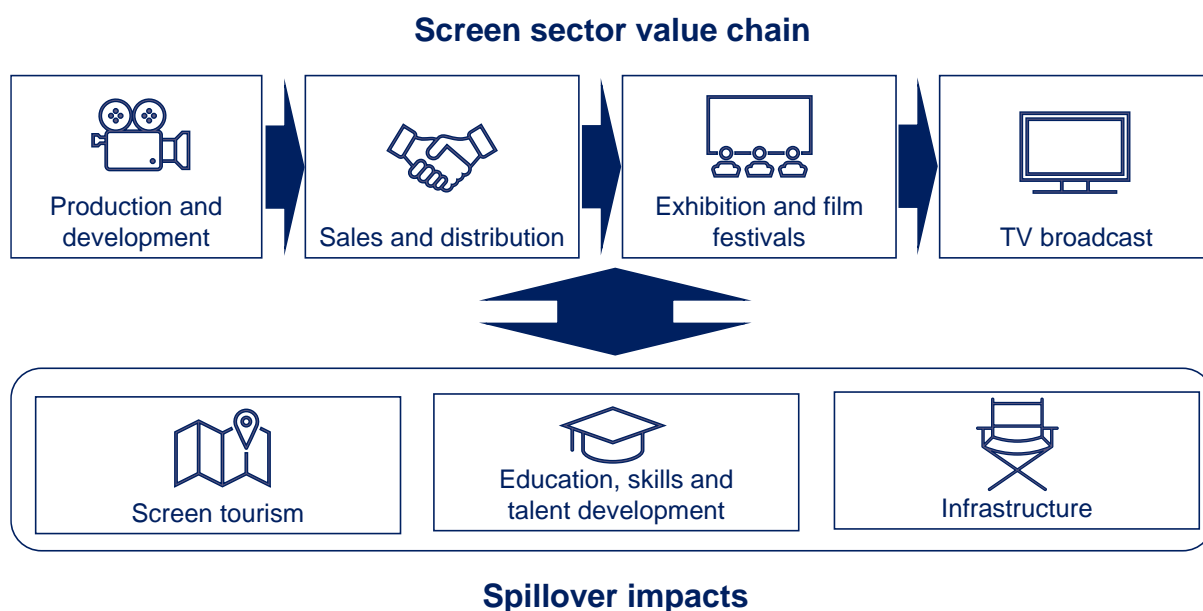 Screen sector value chain
Production and
development
Sales and distribution
Exhibition and film
festivals
TV broadcast
Screen tourism
Education, skills and
talent development
Infrastructure
Spillover impacts